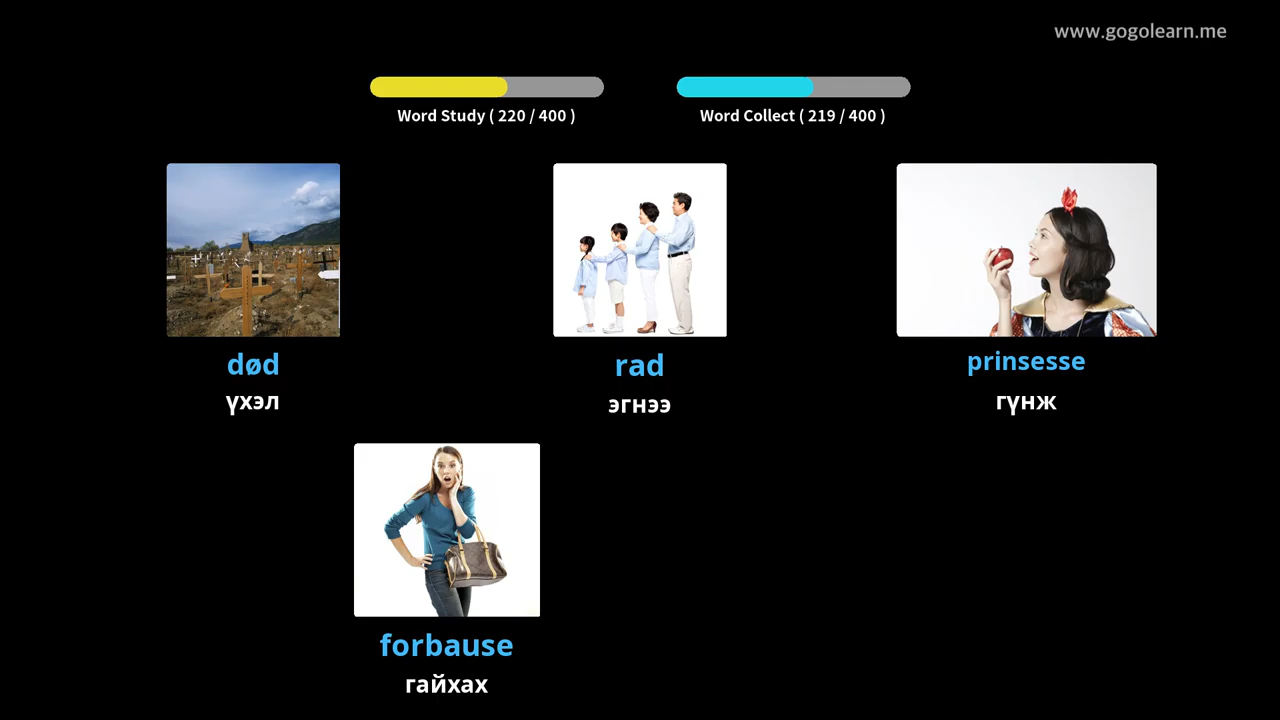 www.gogolearn.me
Word Study ( 220 / 400 )
Word Collect ( 219 / 400 )
død
rad
prinsesse
үхэл
эгнээ
гүнж
forbause
гайхах